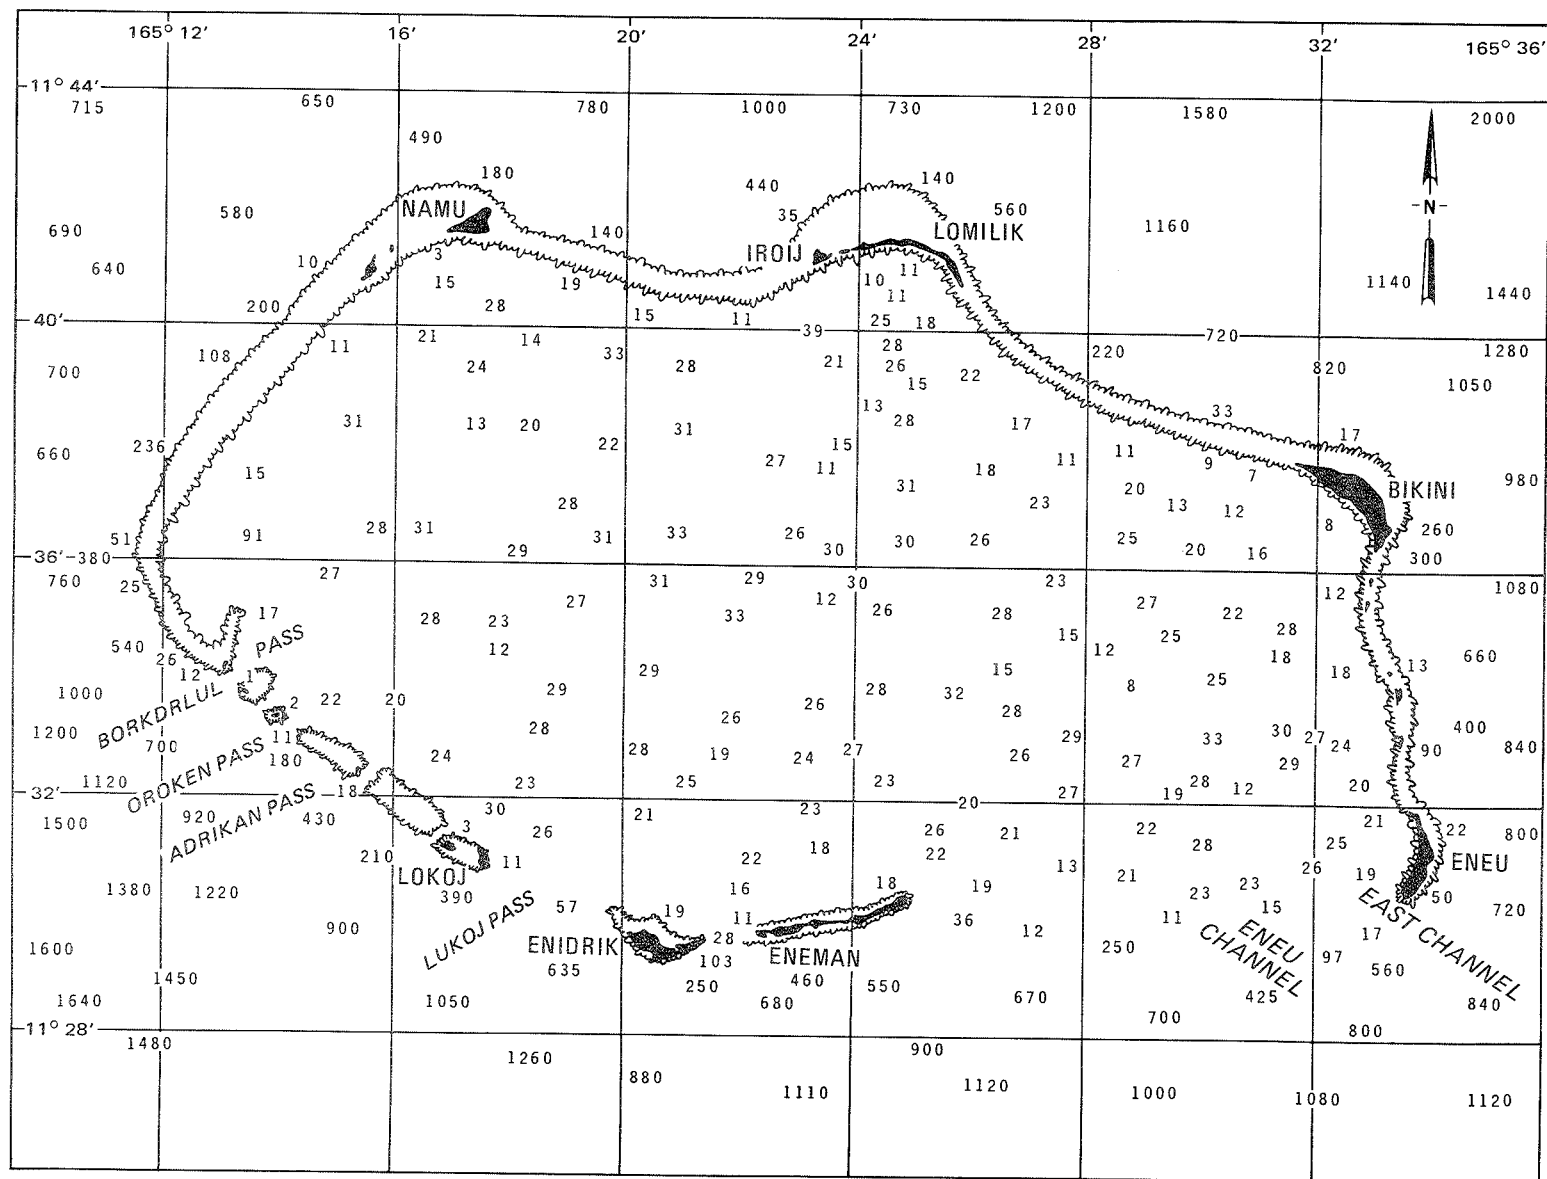 165° 12′ 16′ 20′ 24′ 28′ 32′ 165° 36′
11° 44′
715 650 780 1000 730 1200 1580 2000
490
180 440 140
580 NAMU 35 560
690 140 LOMILIK 1160 -N-
IROIJ
640 10 3 11
15 19 10 1140 1440
200 28 11
40′ 15 11 39 25 18 720
108 11 21 14 33 28 21 28 220 1280
700 24 26 22 820 1050
15
31 13 20 31 13 28 17 33 17
236 22 15
660 15 27 11 18 11 11 9 7 980
28 31 23 20 13 12 BIKINI
51 91 28 31 31 33 26 30 26 25 8 260
36′ 380 29 30 20 16 300
760 25 27 31 29 30 23 12 1080
17 28 23 27 33 12 26 28 27 22
540 PASS 12 15 25 28
26 12 1 29 15 12 18 18 13 660
1000 BORKDRLUL 2 22 20 29 26 28 32 8 25
1200 11 28 26 28 29 33 30 27 24 400
700 OROKEN PASS 180 24 28 19 24 27 26 27 29 90 840
1120 23 25 23 28 12 20
32′ 18 20 27 19
1500 920 ADRIKAN PASS 430 30 21 23 21
3 26 26 21 22 22 800
210 11 22 18 22 13 28 25 ENEU
LOKOJ 21 26 19
1380 1220 390 16 18 19 23 23 50
900 LUKOJ PASS 57 19 11 36 11 15 EAST CHANNEL 720
ENIDRIK 28 12 ENEU CHANNEL 17
1600 635 103 ENEMAN 250 97 560
1450 250 460 550
1640 1050 680 670 425 840
700 800
11° 28′
1480 1260 900
880 1110 1120 1000 1080 1120